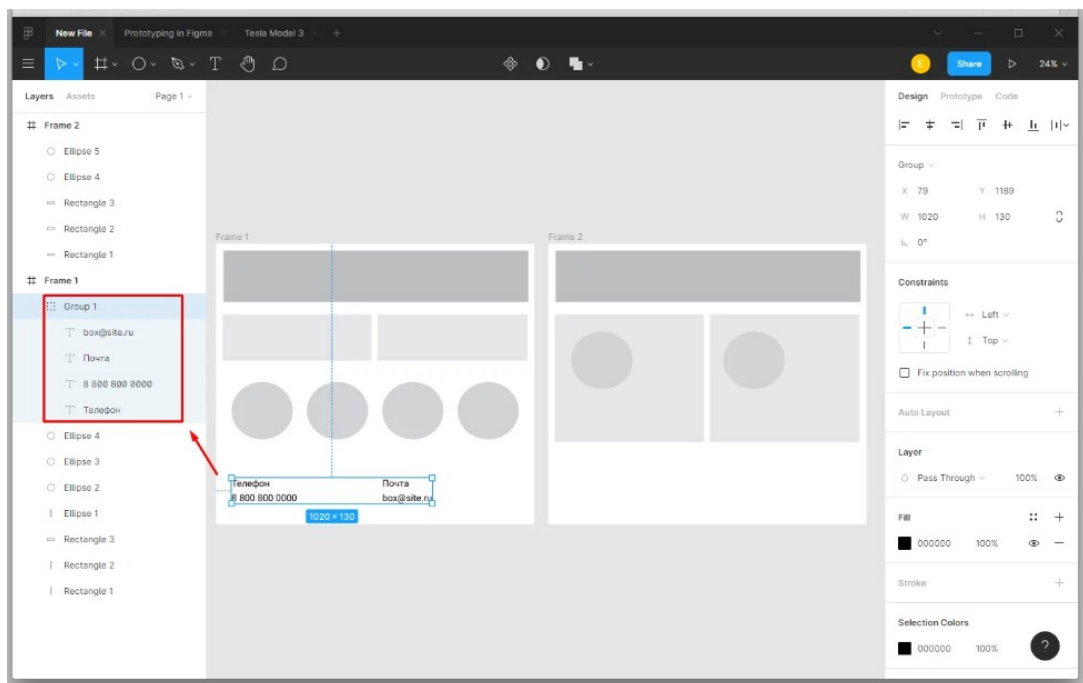 New File
Prototyping in Figma
Tesla Model 3
E
Share
24%
Layers
Assets
Page 1
Frame 2
Ellipse 5
Ellipse 4
Rectangle 3
Rectangle 2
Rectangle 1
Frame 1
Group 1
box@site.ru
Почта
8 800 800 0000
Телефон
Ellipse 4
Ellipse 3
Ellipse 2
Ellipse 1
Rectangle 3
Rectangle 2
Rectangle 1
Frame 1
Телефон
Почта
8 800 800 0000
box@site.ru
1020 × 130
Frame 2
Design
Prototype
Code
Group
X 79 Y 1189
W 1020 H 130
0°
Constraints
Left
Top
Fix position when scrolling
Auto Layout
Layer
Pass Through 100%
Fill
000000 100%
Stroke
Selection Colors
000000 100%
?